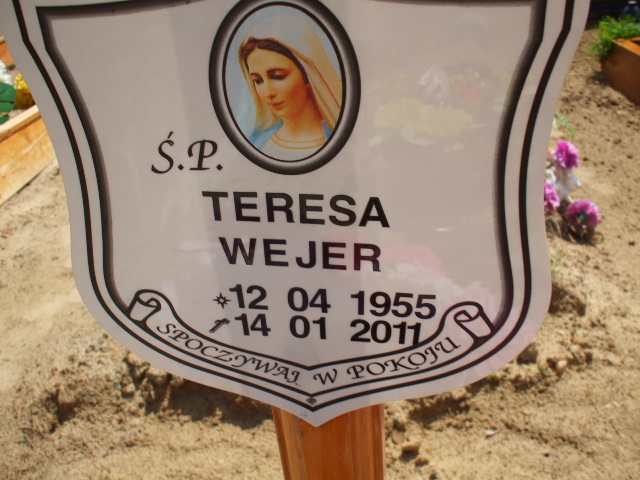 Ś.P.
TERESA
WEJER
12 04 1955
14 01 2011
SPOCZYWAJ W POKOJU